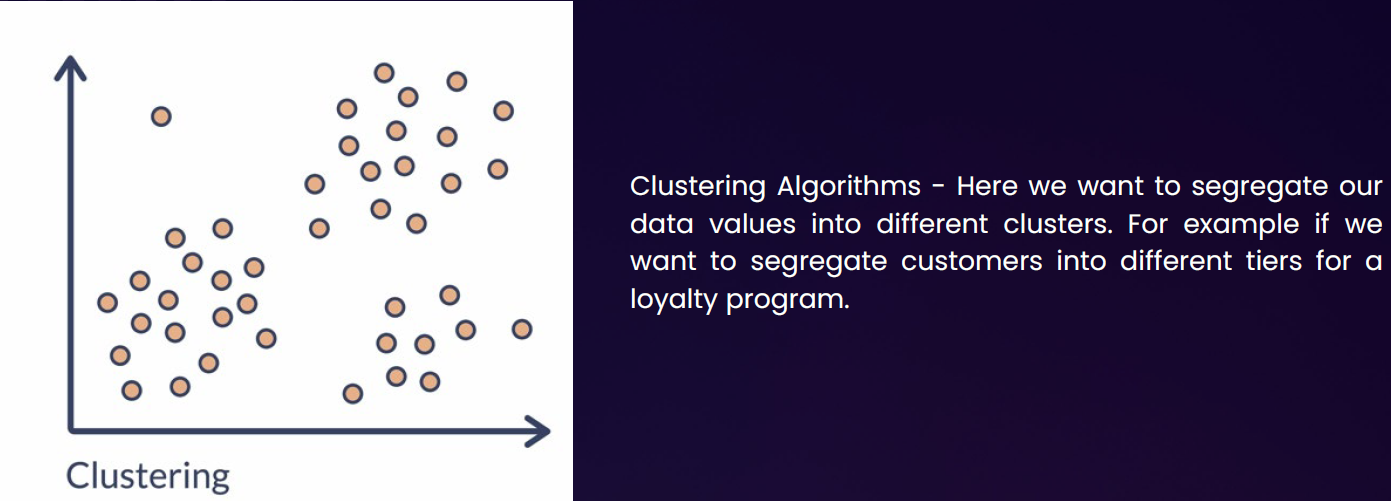 Clustering
Clustering Algorithms - Here we want to segregate our
data values into different clusters. For example if we
want to segregate customers into different tiers for a
loyalty program.